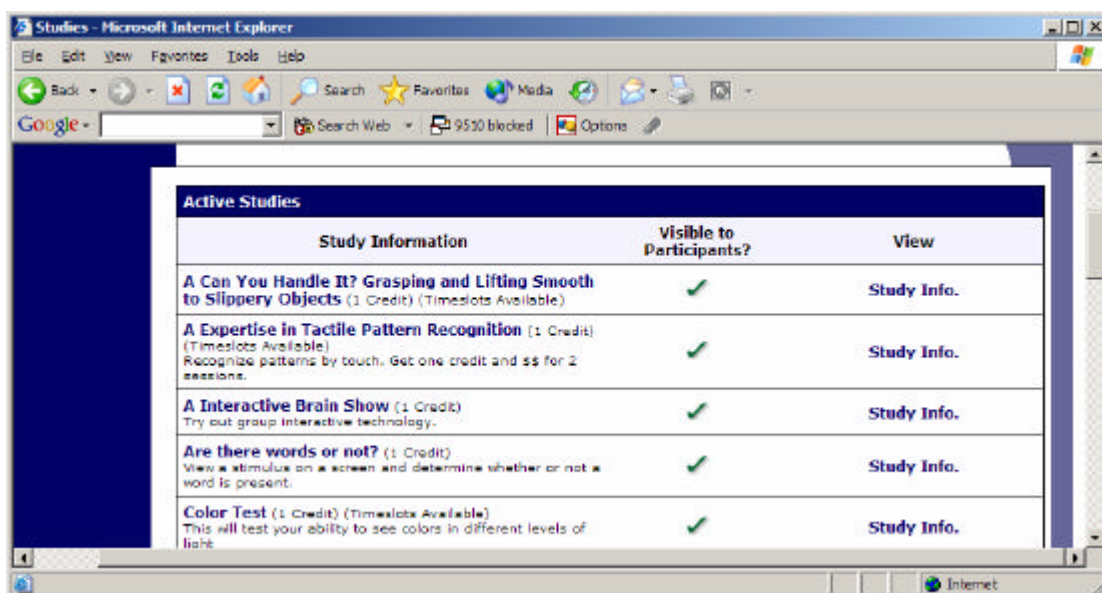 Studies - Microsoft Internet Explorer
File Edit View Favorites Tools Help
Back Search Favorites Media
Google Search Web 9510 blocked Options
Active Studies
Study Information Visible to Participants? View
A Can You Handle It? Grasping and Lifting Smooth
to Slippery Objects (1 Credit) (Timeslots Available) Study Info.
A Expertise in Tactile Pattern Recognition (1 Credit)
(Timeslots Available)
Recognize patterns by touch. Get one credit and $$ for 2
sessions. Study Info.
A Interactive Brain Show (1 Credit)
Try out group interactive technology. Study Info.
Are there words or not? (1 Credit)
View a stimulus on a screen and determine whether or not a
word is present. Study Info.
Color Test (1 Credit) (Timeslots Available)
This will test your ability to see colors in different levels of
light Study Info.
Internet